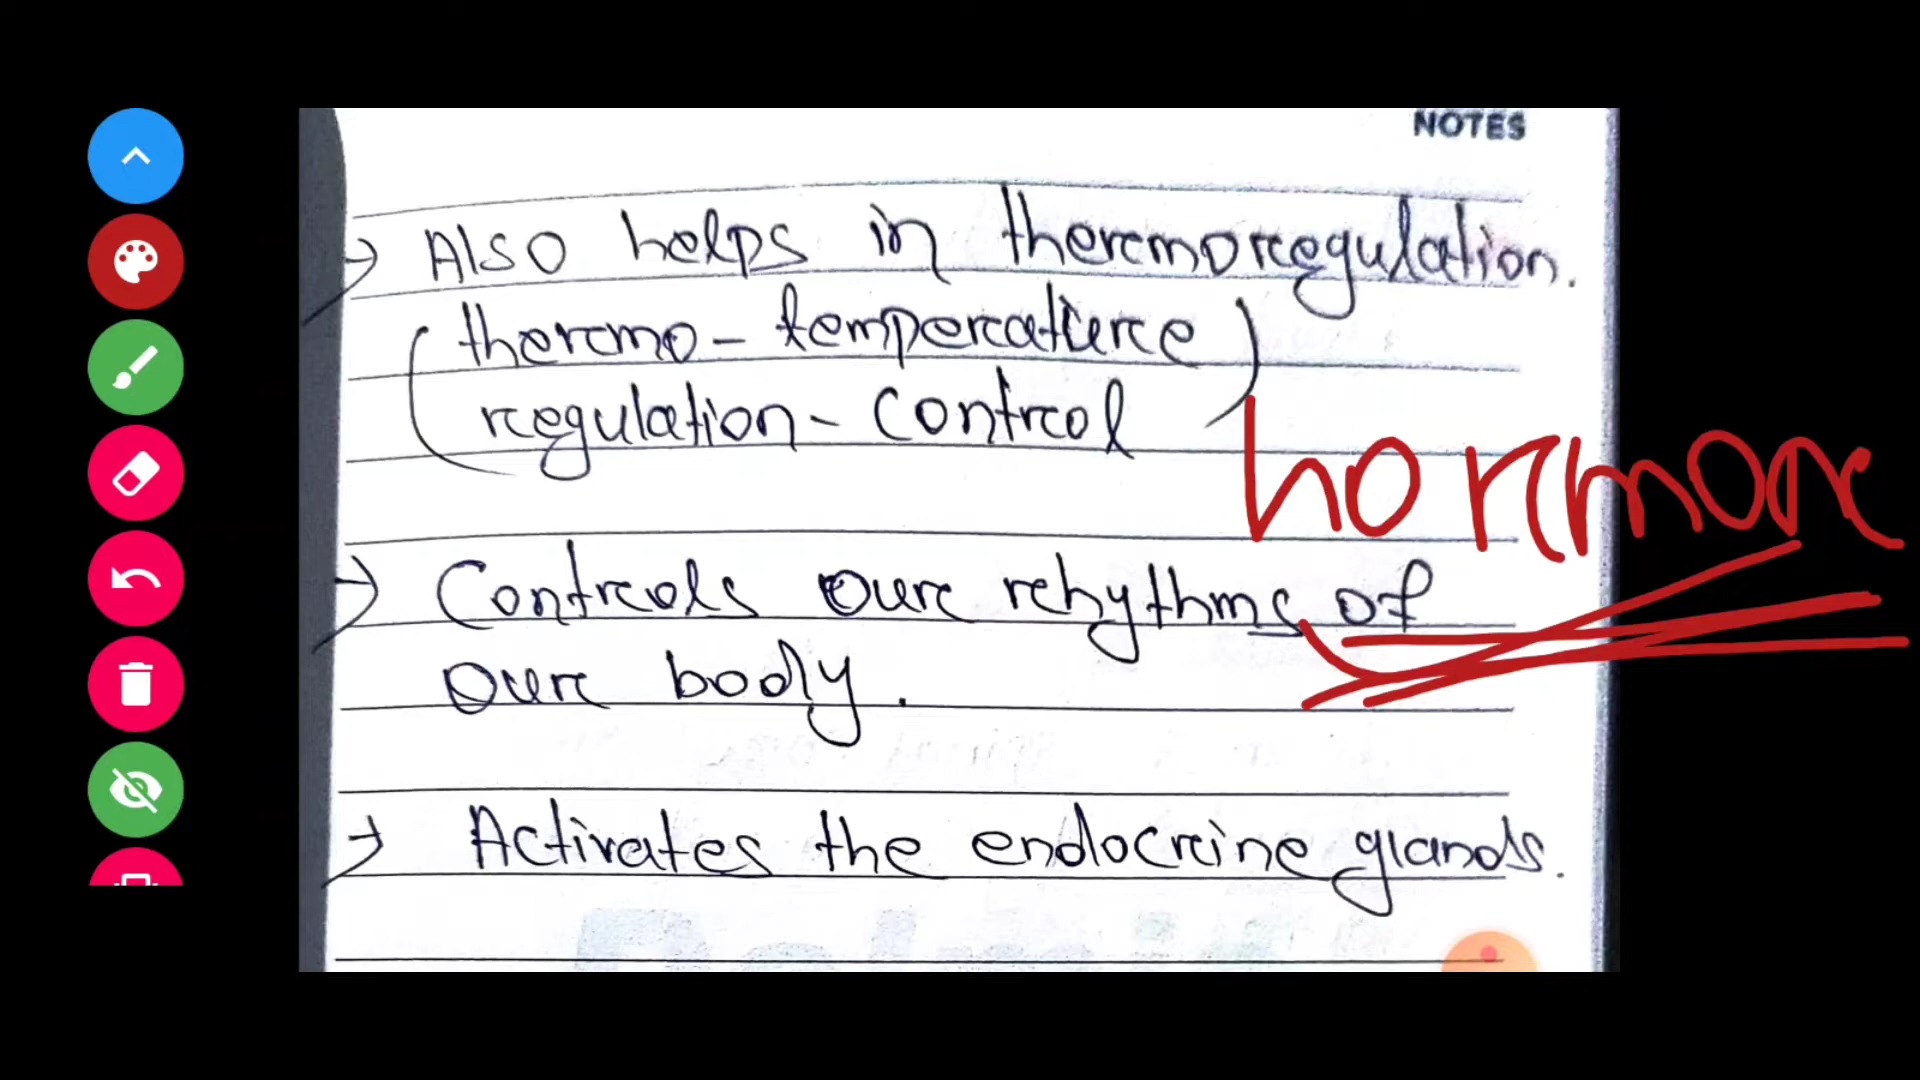 NOTES
→ Also helps in thermoregulation.
(thermo - temperature
regulation - control)
hormone
→ Controls our rehythms of
our body.
→ Activates the endocrine glands.